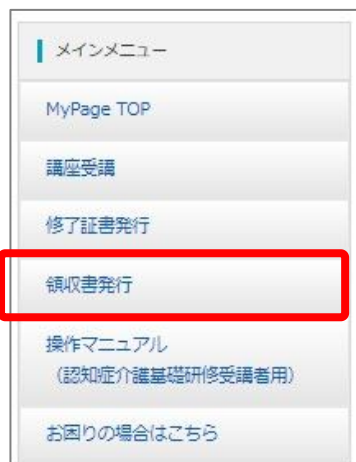 メインメニュー
MyPage TOP
講座受講
修了証書発行
領収書発行
操作マニュアル
（認知症介護基礎研修受講者用）
お困りの場合はこちら